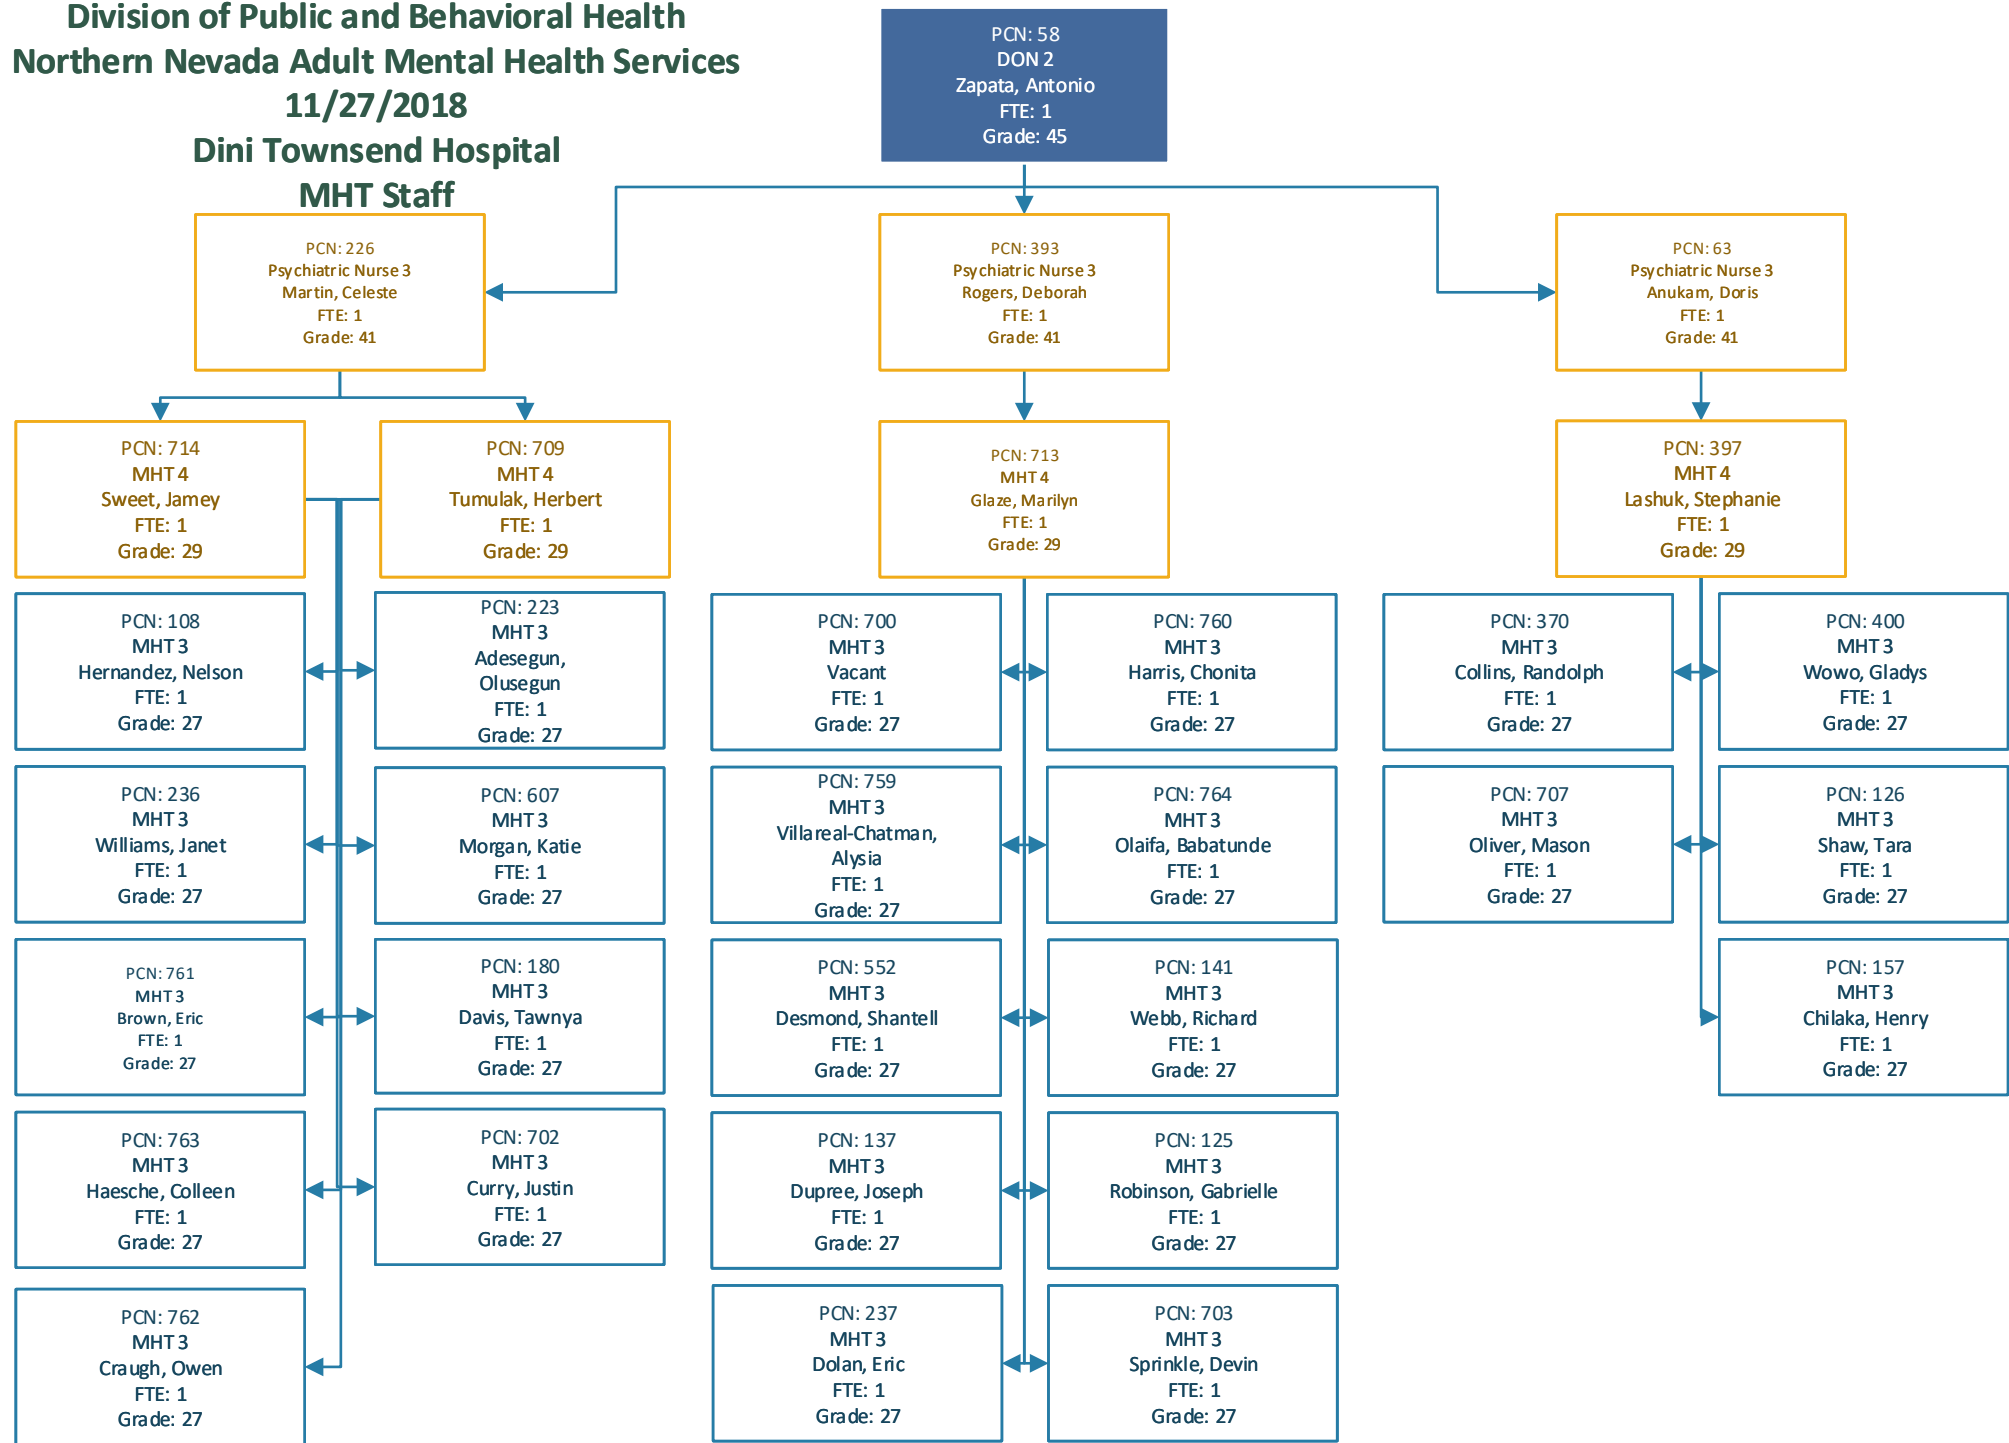 Division of Public and Behavioral Health
Northern Nevada Adult Mental Health Services
11/27/2018
Dini Townsend Hospital
MHT Staff
PCN: 58
DON 2
Zapata, Antonio
FTE: 1
Grade: 45
PCN: 226
Psychiatric Nurse 3
Martin, Celeste
FTE: 1
Grade: 41
PCN: 393
Psychiatric Nurse 3
Rogers, Deborah
FTE: 1
Grade: 41
PCN: 63
Psychiatric Nurse 3
Anukam, Doris
FTE: 1
Grade: 41
PCN: 714
MHT 4
Sweet, Jamey
FTE: 1
Grade: 29
PCN: 709
MHT 4
Tumulak, Herbert
FTE: 1
Grade: 29
PCN: 713
MHT 4
Glaze, Marilyn
FTE: 1
Grade: 29
PCN: 397
MHT 4
Lashuk, Stephanie
FTE: 1
Grade: 29
PCN: 108
MHT 3
Hernandez, Nelson
FTE: 1
Grade: 27
PCN: 223
MHT 3
Adesegun,
Olusegun
FTE: 1
Grade: 27
PCN: 700
MHT 3
Vacant
FTE: 1
Grade: 27
PCN: 760
MHT 3
Harris, Chonita
FTE: 1
Grade: 27
PCN: 370
MHT 3
Collins, Randolph
FTE: 1
Grade: 27
PCN: 400
MHT 3
Wowo, Gladys
FTE: 1
Grade: 27
PCN: 236
MHT 3
Williams, Janet
FTE: 1
Grade: 27
PCN: 607
MHT 3
Morgan, Katie
FTE: 1
Grade: 27
PCN: 759
MHT 3
Villareal-Chatman,
Alysia
FTE: 1
Grade: 27
PCN: 764
MHT 3
Olaifa, Babatunde
FTE: 1
Grade: 27
PCN: 707
MHT 3
Oliver, Mason
FTE: 1
Grade: 27
PCN: 126
MHT 3
Shaw, Tara
FTE: 1
Grade: 27
PCN: 761
MHT 3
Brown, Eric
FTE: 1
Grade: 27
PCN: 180
MHT 3
Davis, Tawnya
FTE: 1
Grade: 27
PCN: 552
MHT 3
Desmond, Shantell
FTE: 1
Grade: 27
PCN: 141
MHT 3
Webb, Richard
FTE: 1
Grade: 27
PCN: 157
MHT 3
Chilaka, Henry
FTE: 1
Grade: 27
PCN: 763
MHT 3
Haesche, Colleen
FTE: 1
Grade: 27
PCN: 702
MHT 3
Curry, Justin
FTE: 1
Grade: 27
PCN: 137
MHT 3
Dupree, Joseph
FTE: 1
Grade: 27
PCN: 125
MHT 3
Robinson, Gabrielle
FTE: 1
Grade: 27
PCN: 762
MHT 3
Craugh, Owen
FTE: 1
Grade: 27
PCN: 237
MHT 3
Dolan, Eric
FTE: 1
Grade: 27
PCN: 703
MHT 3
Sprinkle, Devin
FTE: 1
Grade: 27